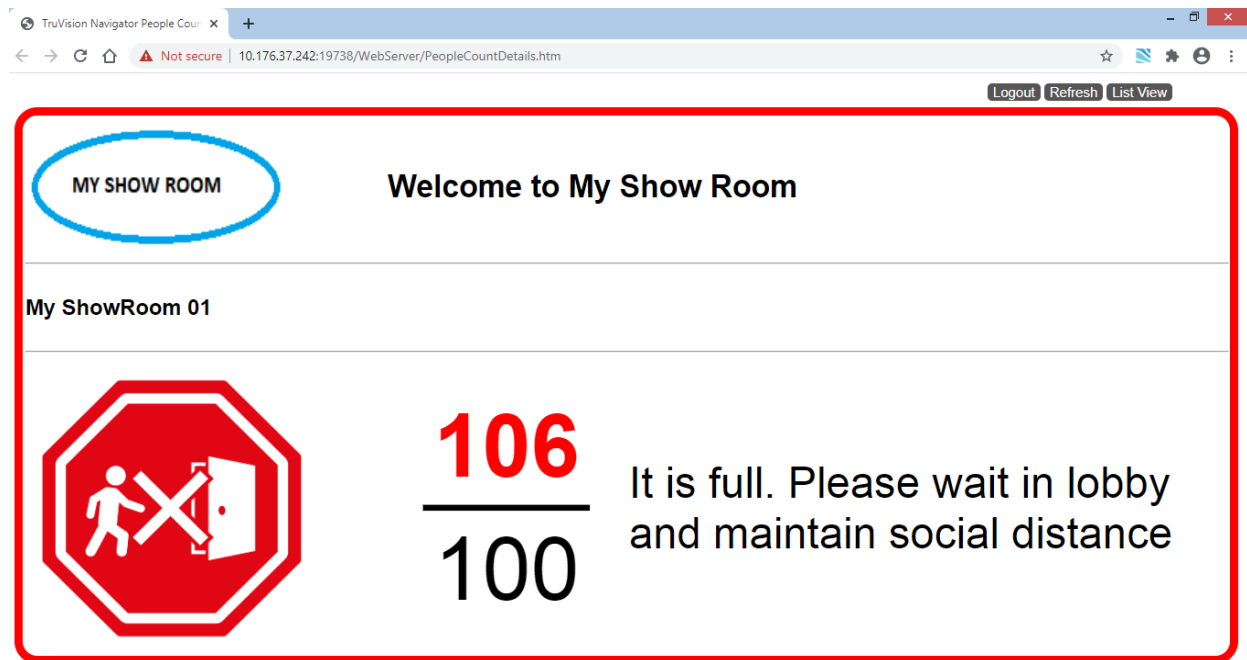 TruVision Navigator People Coun
Not secure | 10.176.37.242:19738/WebServer/PeopleCountDetails.htm
Logout Refresh List View
MY SHOW ROOM
Welcome to My Show Room
My ShowRoom 01
106
100
It is full. Please wait in lobby
and maintain social distance